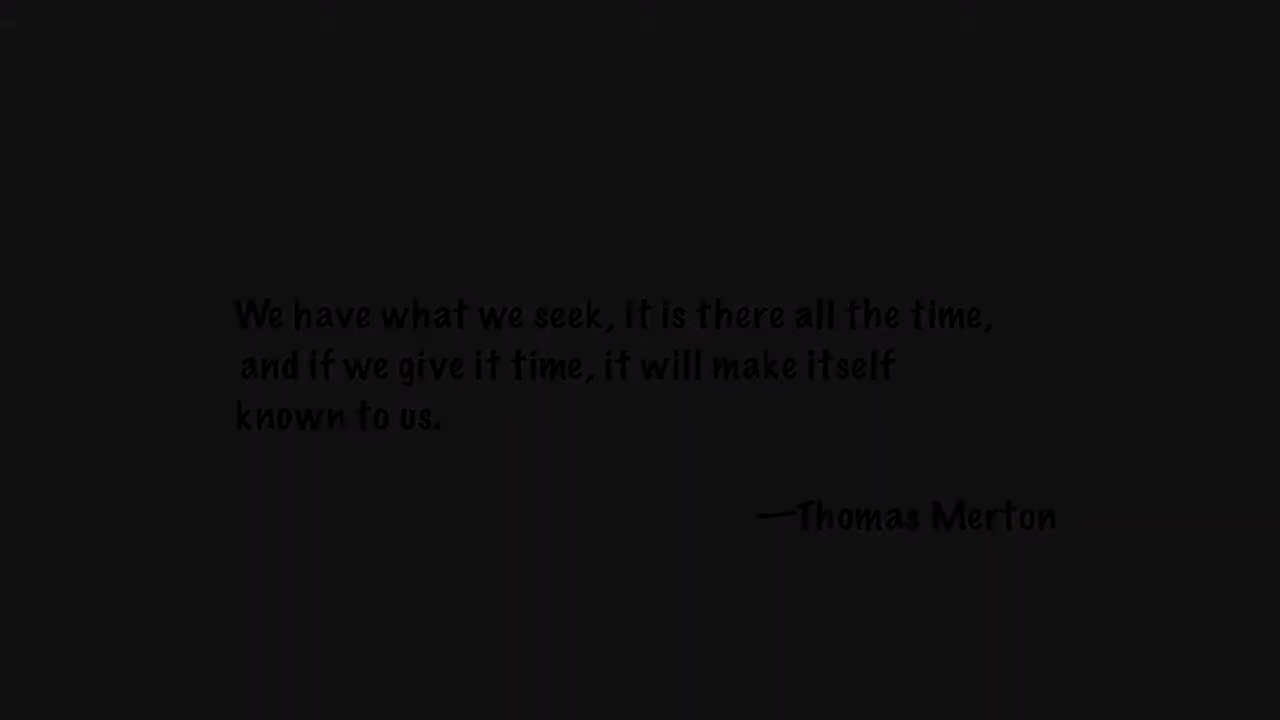 We have what we seek, it is there all the time,
and if we give it time, it will make itself
known to us.
—Thomas Merton